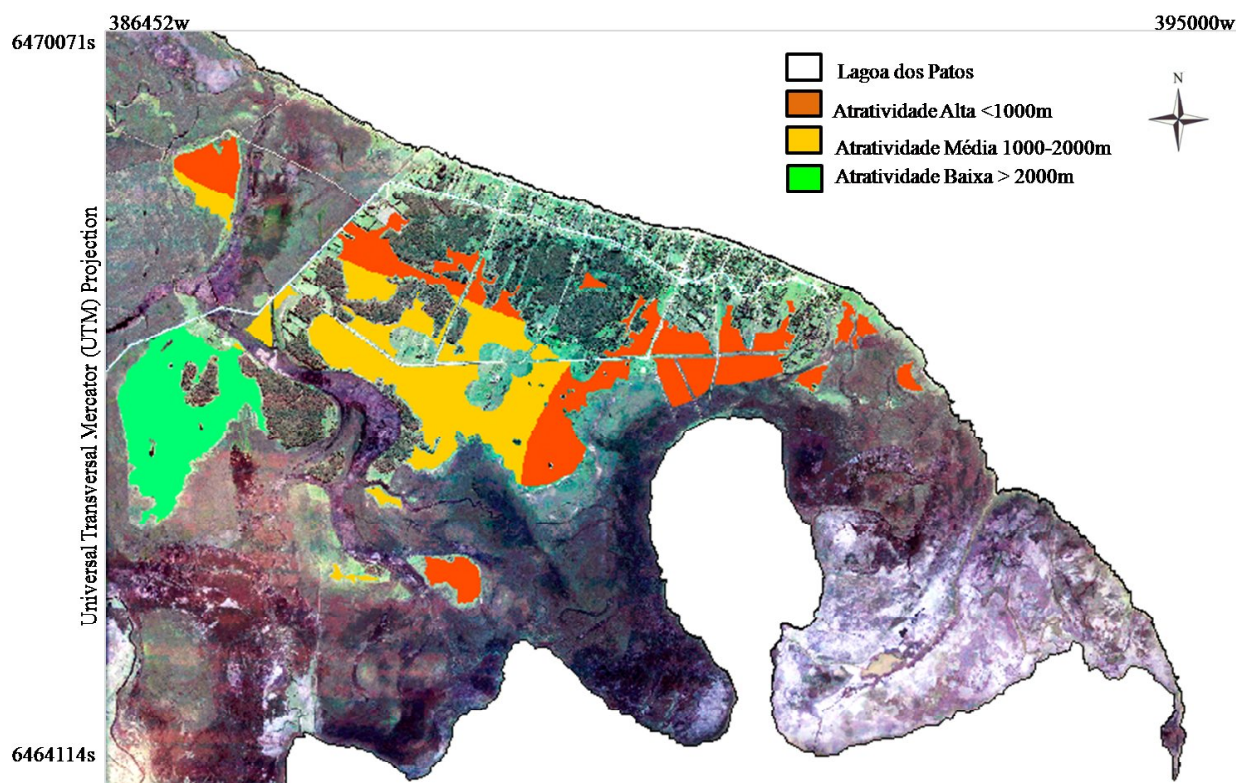 386452w
395000w
6470071s
Lagoa dos Patos
N
Atratividade Alta <1000m
Atratividade Média 1000-2000m
Atratividade Baixa > 2000m
Universal Transversal Mercator (UTM) Projection
6464114s